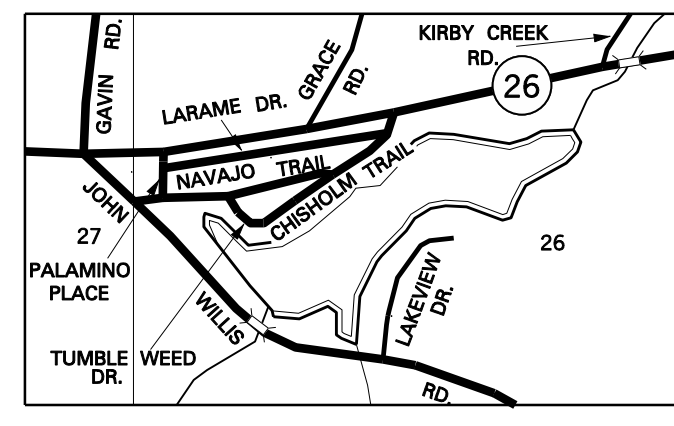 KIRBY CREEK
RD.
GAVIN RD.
GRACE RD.
26
LARAME DR.
NAVAJO TRAIL
CHISHOLM TRAIL
JOHN WILLIS RD.
27
26
PALAMINO
PLACE
LAKEVIEW
DR.
TUMBLE WEED
DR.